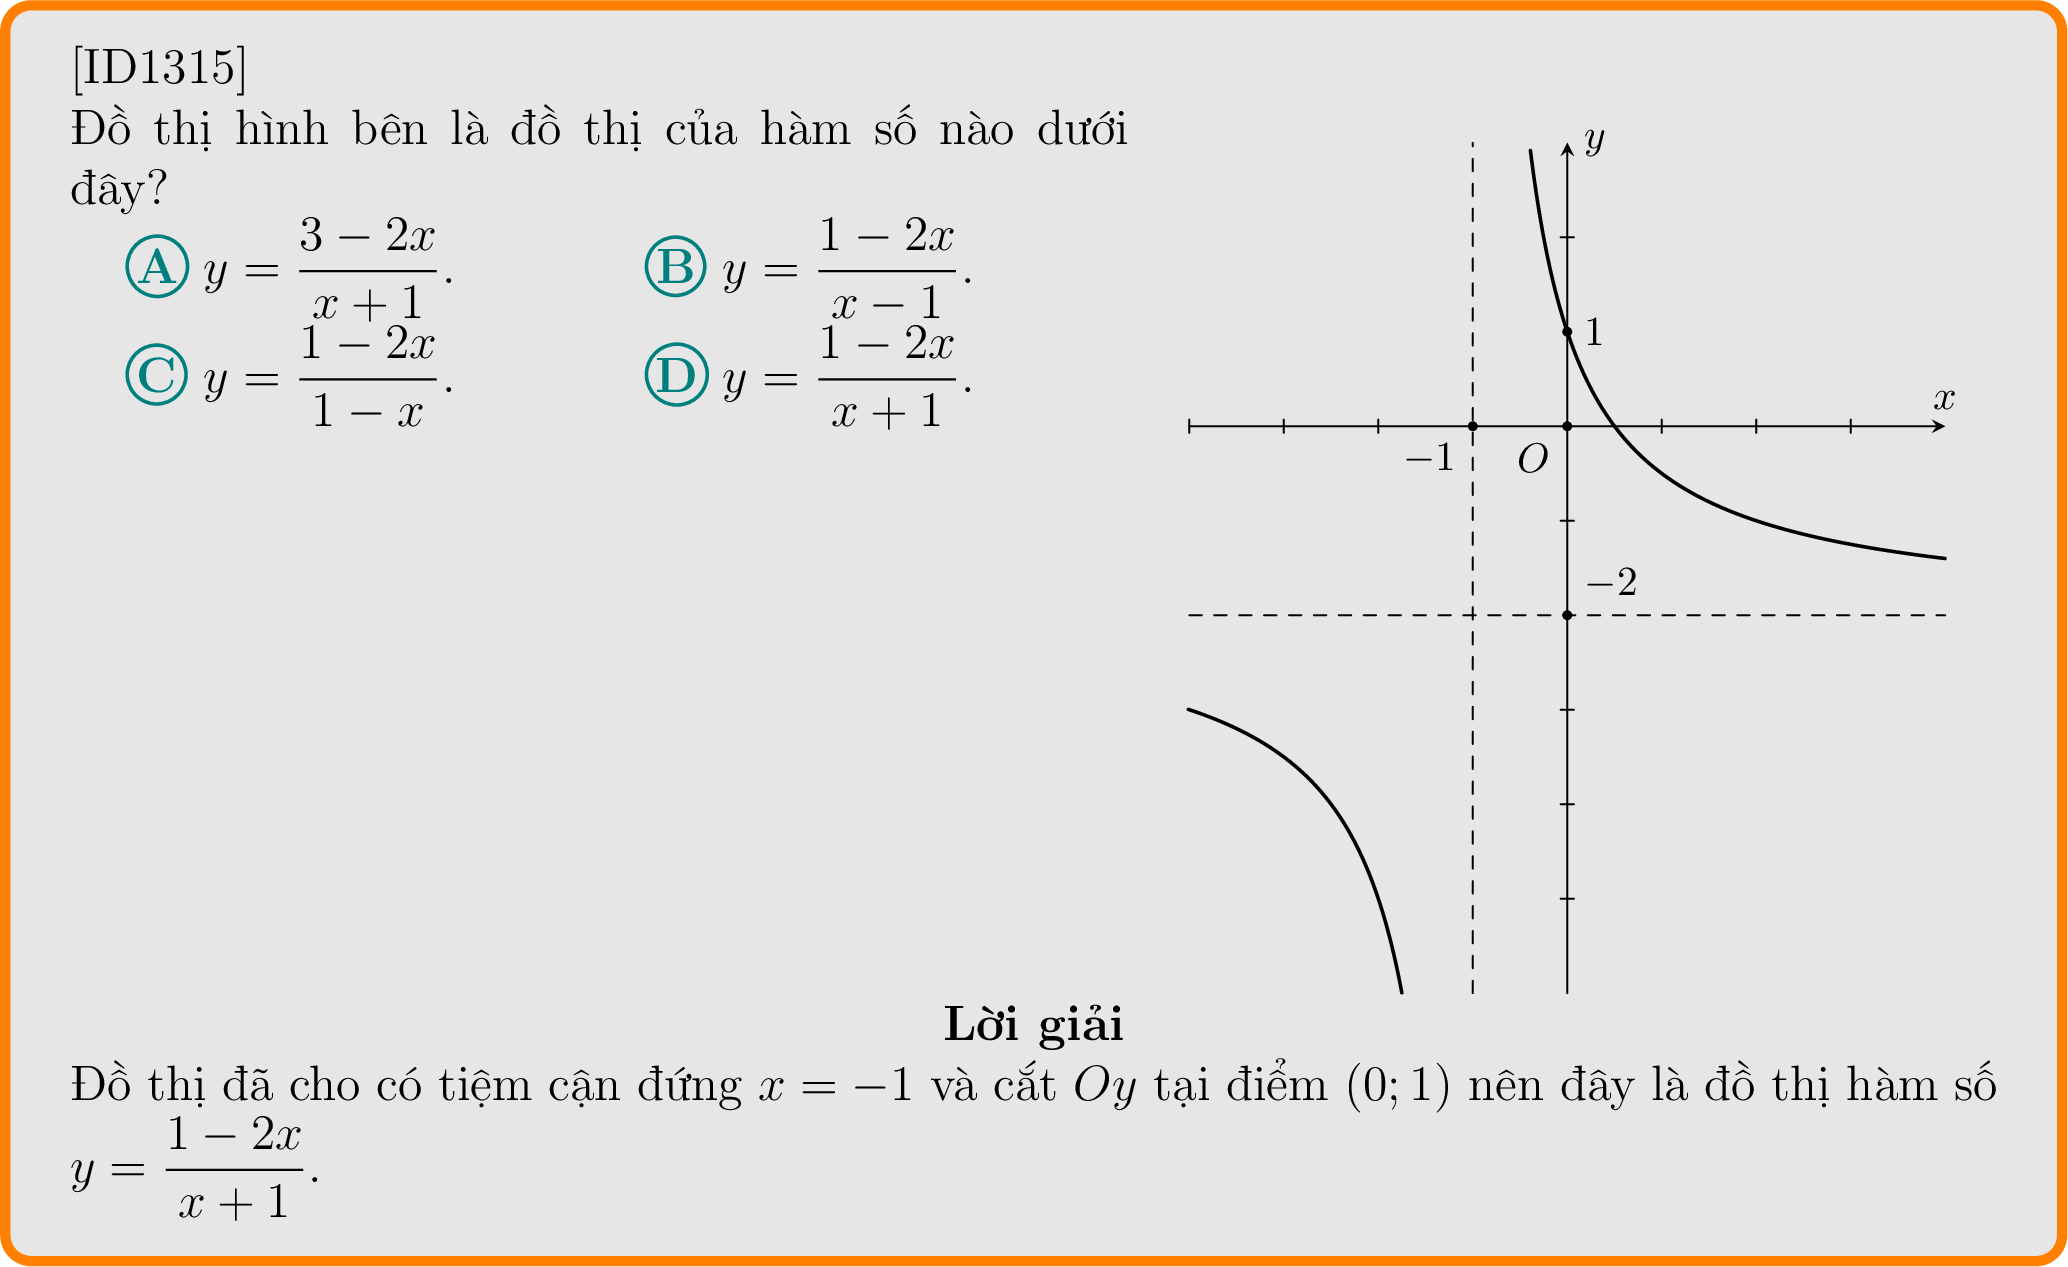 [ID1315]
Đồ thị hình bên là đồ thị của hàm số nào dưới
đây?
A y = \frac{3 − 2x}{x + 1}. B y = \frac{1 − 2x}{x − 1}.
C y = \frac{1 − 2x}{1 − x}. D y = \frac{1 − 2x}{x + 1}.
y
1
x
−1 O
−2
Lời giải
Đồ thị đã cho có tiệm cận đứng x = −1 và cắt Oy tại điểm (0; 1) nên đây là đồ thị hàm số
y = \frac{1 − 2x}{x + 1}.